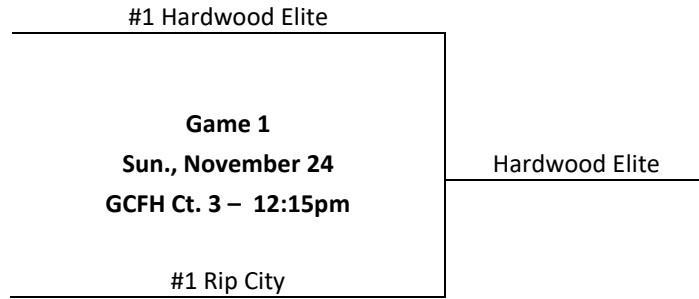 #1 Hardwood Elite
Game 1
Sun., November 24
Hardwood Elite
GCFH Ct. 3 – 12:15pm
#1 Rip City